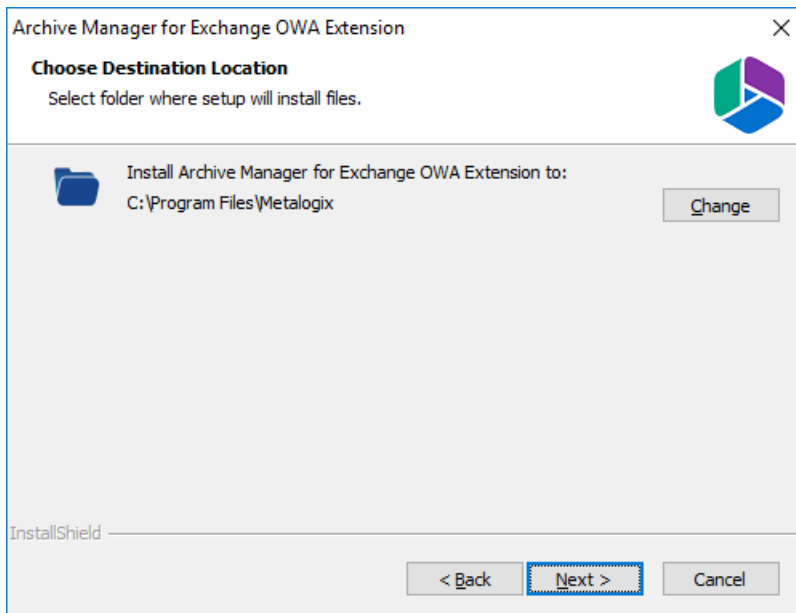 Archive Manager for Exchange OWA Extension
Choose Destination Location
Select folder where setup will install files.
Install Archive Manager for Exchange OWA Extension to:
C:\Program Files\Metalogix
Change
InstallShield
< Back
Next >
Cancel